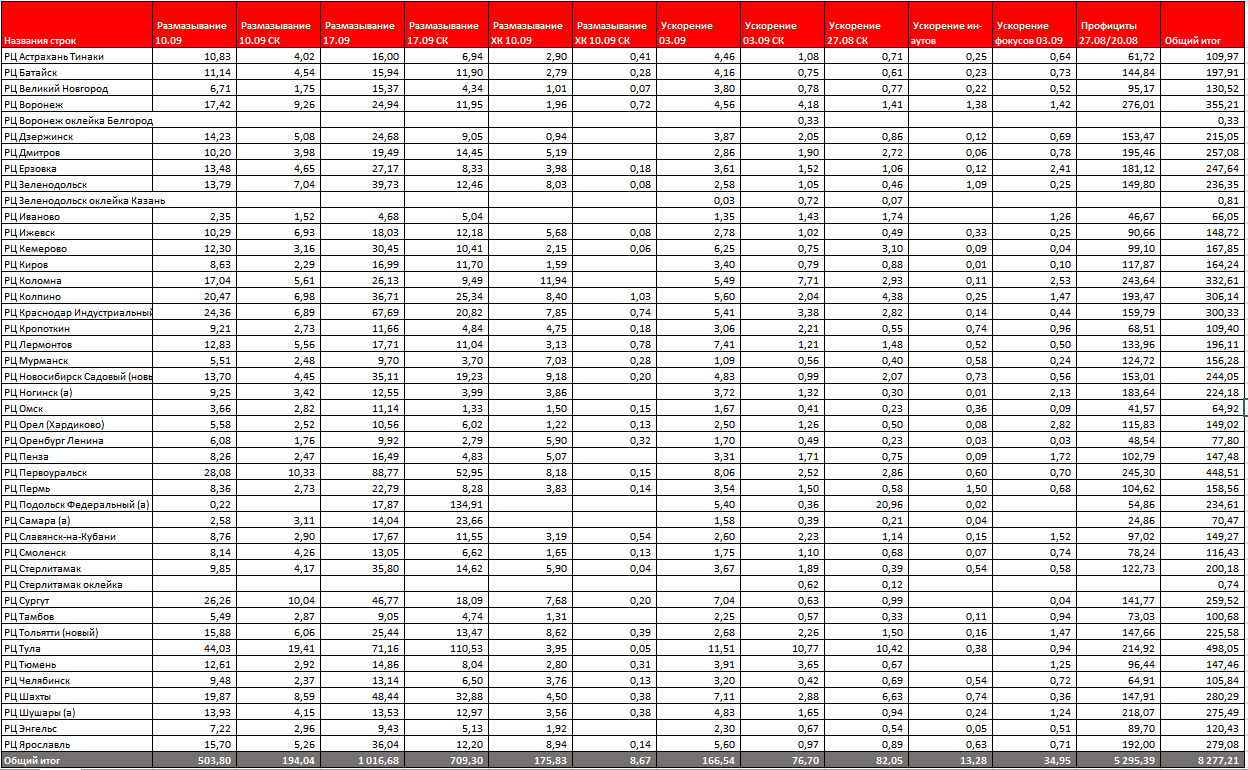 Названия строк Размазывание 10.09 Размазывание 10.09 СК Размазывание 17.09 Размазывание 17.09 СК Размазывание ХК 10.09 Размазывание ХК 10.09 СК Ускорение 03.09 Ускорение 03.09 СК Ускорение 27.08 СК Ускорение ин-аутов Ускорение фокусов 03.09 Профициты 27.08/20.08 Общий итог
РЦ Астрахань Тинаки 10,83 4,02 16,00 6,94 2,90 0,41 4,46 1,08 0,71 0,25 0,64 61,72 109,97
РЦ Батайск 11,14 4,54 15,94 11,90 2,79 0,28 4,16 0,75 0,61 0,23 0,73 144,84 197,91
РЦ Великий Новгород 6,71 1,75 15,37 4,34 1,01 0,07 3,80 0,78 0,77 0,22 0,52 95,17 130,52
РЦ Воронеж 17,42 9,26 24,94 11,95 1,96 0,72 4,56 4,18 1,41 1,38 1,42 276,01 355,21
РЦ Воронеж оклейка Белгород 0,33 0,33
РЦ Дзержинск 14,23 5,08 24,68 9,05 0,94 3,87 2,05 0,86 0,12 0,69 153,47 215,05
РЦ Дмитров 10,20 3,98 19,49 14,45 5,19 2,86 1,90 2,72 0,06 0,78 195,46 257,08
РЦ Ерзовка 13,48 4,65 27,17 8,33 3,98 0,18 3,61 1,52 1,06 0,12 2,41 181,12 247,64
РЦ Зеленодольск 13,79 7,04 39,73 12,46 8,03 0,08 2,58 1,05 0,46 1,09 0,25 149,80 236,35
РЦ Зеленодольск оклейка Казань 0,03 0,72 0,07 0,81
РЦ Иваново 2,35 1,52 4,68 5,04 1,35 1,43 1,74 1,26 46,67 66,05
РЦ Ижевск 10,29 6,93 18,03 12,18 5,68 0,08 2,78 1,02 0,49 0,33 0,25 90,66 148,72
РЦ Кемерово 12,30 3,16 30,45 10,41 2,15 0,06 6,25 0,75 3,10 0,09 0,04 99,10 167,85
РЦ Киров 8,63 2,29 16,99 11,70 1,59 3,40 0,79 0,88 0,01 0,10 117,87 164,24
РЦ Коломна 17,04 5,61 26,13 9,49 11,94 5,49 7,71 2,93 0,11 2,53 243,64 332,61
РЦ Колпино 20,47 6,98 36,71 25,34 8,40 1,03 5,60 2,04 4,38 0,25 1,47 193,47 306,14
РЦ Краснодар Индустриальный 24,36 6,89 67,69 20,82 7,85 0,74 5,41 3,38 2,82 0,14 0,44 159,79 300,33
РЦ Кропоткин 9,21 2,73 11,66 4,84 4,75 0,18 3,06 2,21 0,55 0,74 0,96 68,51 109,40
РЦ Лермонтов 12,83 5,56 17,71 11,04 3,13 0,78 7,41 1,21 1,48 0,52 0,50 133,96 196,11
РЦ Мурманск 5,51 2,48 9,70 3,70 7,03 0,28 1,09 0,56 0,40 0,58 0,24 124,72 156,28
РЦ Новосибирск Садовый (новы 13,70 4,45 35,11 19,23 9,18 0,20 4,83 0,99 2,07 0,73 0,56 153,01 244,05
РЦ Ногинск (а) 9,25 3,42 12,55 3,99 3,86 3,72 1,32 0,30 0,01 2,13 183,64 224,18
РЦ Омск 3,66 2,82 11,14 1,33 1,50 0,15 1,67 0,41 0,23 0,36 0,09 41,57 64,92
РЦ Орел (Хардиково) 5,58 2,52 10,56 6,02 1,22 0,13 2,50 1,26 0,50 0,08 2,82 115,83 149,02
РЦ Оренбург Ленина 6,08 1,76 9,92 2,79 5,90 0,32 1,70 0,49 0,23 0,03 0,03 48,54 77,80
РЦ Пенза 8,26 2,47 16,49 4,83 5,07 3,31 1,71 0,75 0,09 1,72 102,79 147,48
РЦ Первоуральск 28,08 10,33 88,77 52,95 8,18 0,15 8,06 2,52 2,86 0,60 0,70 245,30 448,51
РЦ Пермь 8,36 2,73 22,79 8,28 3,83 0,14 3,54 1,50 0,58 1,50 0,68 104,62 158,56
РЦ Подольск Федеральный (а) 0,22 17,87 134,91 5,40 0,36 20,96 0,02 54,86 234,61
РЦ Самара (а) 2,58 3,11 14,04 23,66 1,58 0,39 0,21 0,04 24,86 70,47
РЦ Славянск-на-Кубани 8,76 2,90 17,67 11,55 3,19 0,54 2,60 2,23 1,14 0,15 1,52 97,02 149,27
РЦ Смоленск 8,14 4,26 13,05 6,62 1,65 0,13 1,75 1,10 0,68 0,07 0,74 78,24 116,43
РЦ Стерлитамак 9,85 4,17 35,80 14,62 5,90 0,04 3,67 1,89 0,39 0,54 0,58 122,73 200,18
РЦ Стерлитамак оклейка 0,62 0,12 0,74
РЦ Сургут 26,26 10,04 46,77 18,09 7,68 0,20 7,04 0,63 0,99 0,04 141,77 259,52
РЦ Тамбов 5,49 2,87 9,05 4,74 1,31 2,25 0,57 0,33 0,11 0,94 73,03 100,68
РЦ Тольятти (новый) 15,88 6,06 25,44 13,47 8,62 0,39 2,68 2,26 1,50 0,16 1,47 147,66 225,58
РЦ Тула 44,03 19,41 71,16 110,53 3,95 0,05 11,51 10,77 10,42 0,38 0,94 214,92 498,05
РЦ Тюмень 12,61 2,92 14,86 8,04 2,80 0,31 3,91 3,65 0,67 1,25 96,44 147,46
РЦ Челябинск 9,48 2,37 13,14 6,50 3,76 0,13 3,20 0,42 0,69 0,54 0,72 64,91 105,84
РЦ Шахты 19,87 8,59 48,44 32,88 4,50 0,38 7,11 2,88 6,63 0,74 0,36 147,91 280,29
РЦ Шушары (а) 13,93 4,15 13,53 12,97 3,56 0,38 4,83 1,65 0,94 0,24 1,24 218,07 275,49
РЦ Энгельс 7,22 2,96 9,43 5,13 1,92 2,30 0,67 0,54 0,05 0,51 89,70 120,43
РЦ Ярославль 15,70 5,26 36,04 12,20 8,94 0,14 5,60 0,97 0,89 0,63 0,71 192,00 279,08
Общий итог 503,80 194,04 1 016,68 709,30 175,83 8,67 166,54 76,70 82,05 13,28 34,95 5 295,39 8 277,21